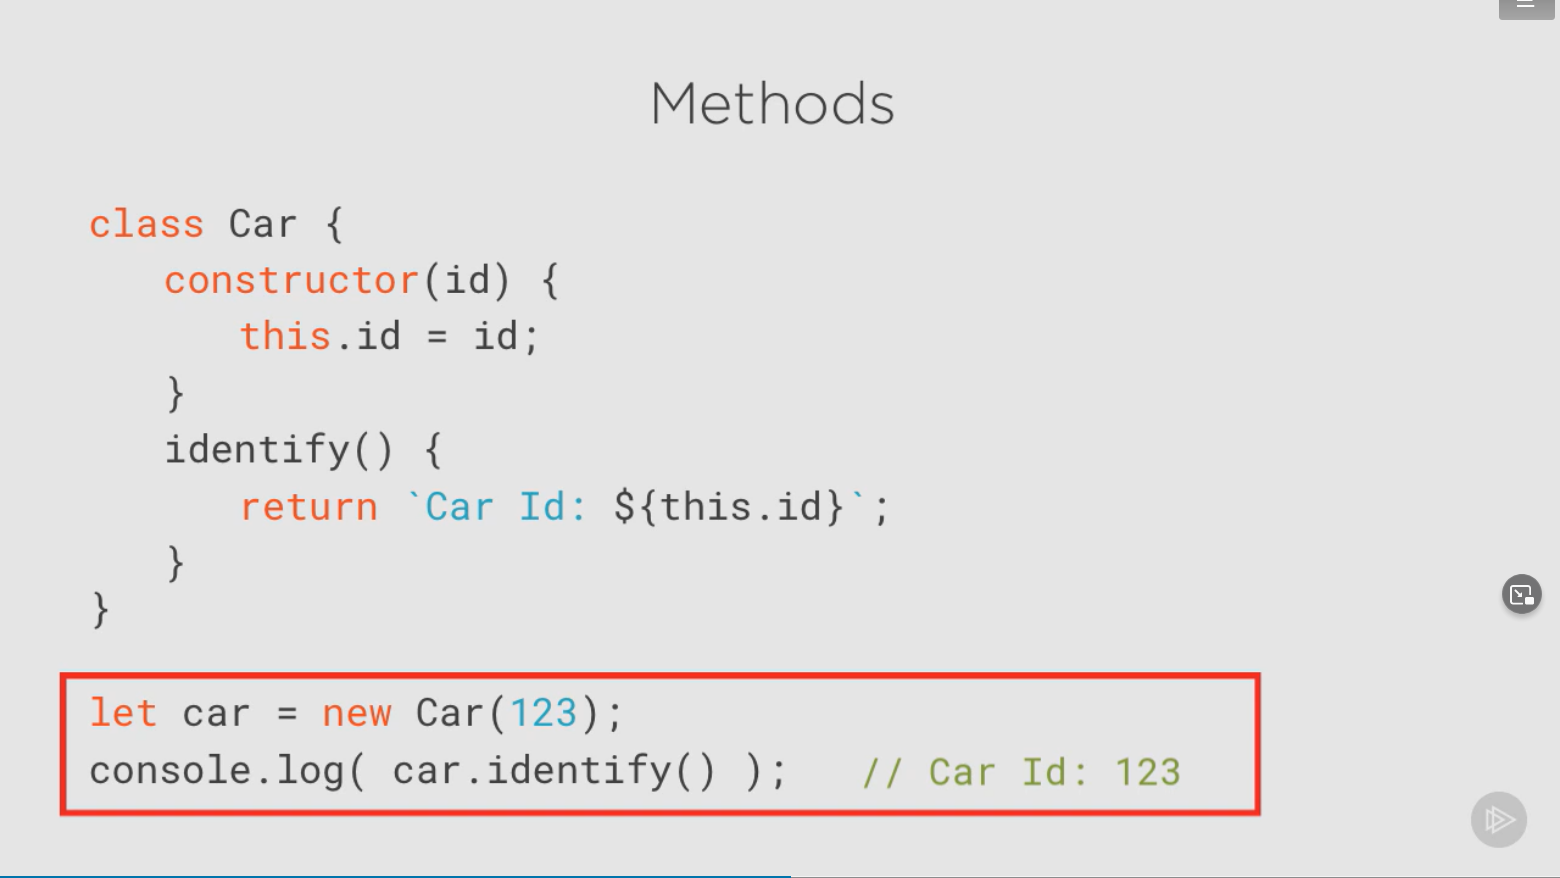 Methods
class Car {
constructor(id) {
this.id = id;
}
identify() {
return `Car Id: ${this.id}`;
}
}
let car = new Car(123);
console.log( car.identify() );   // Car Id: 123